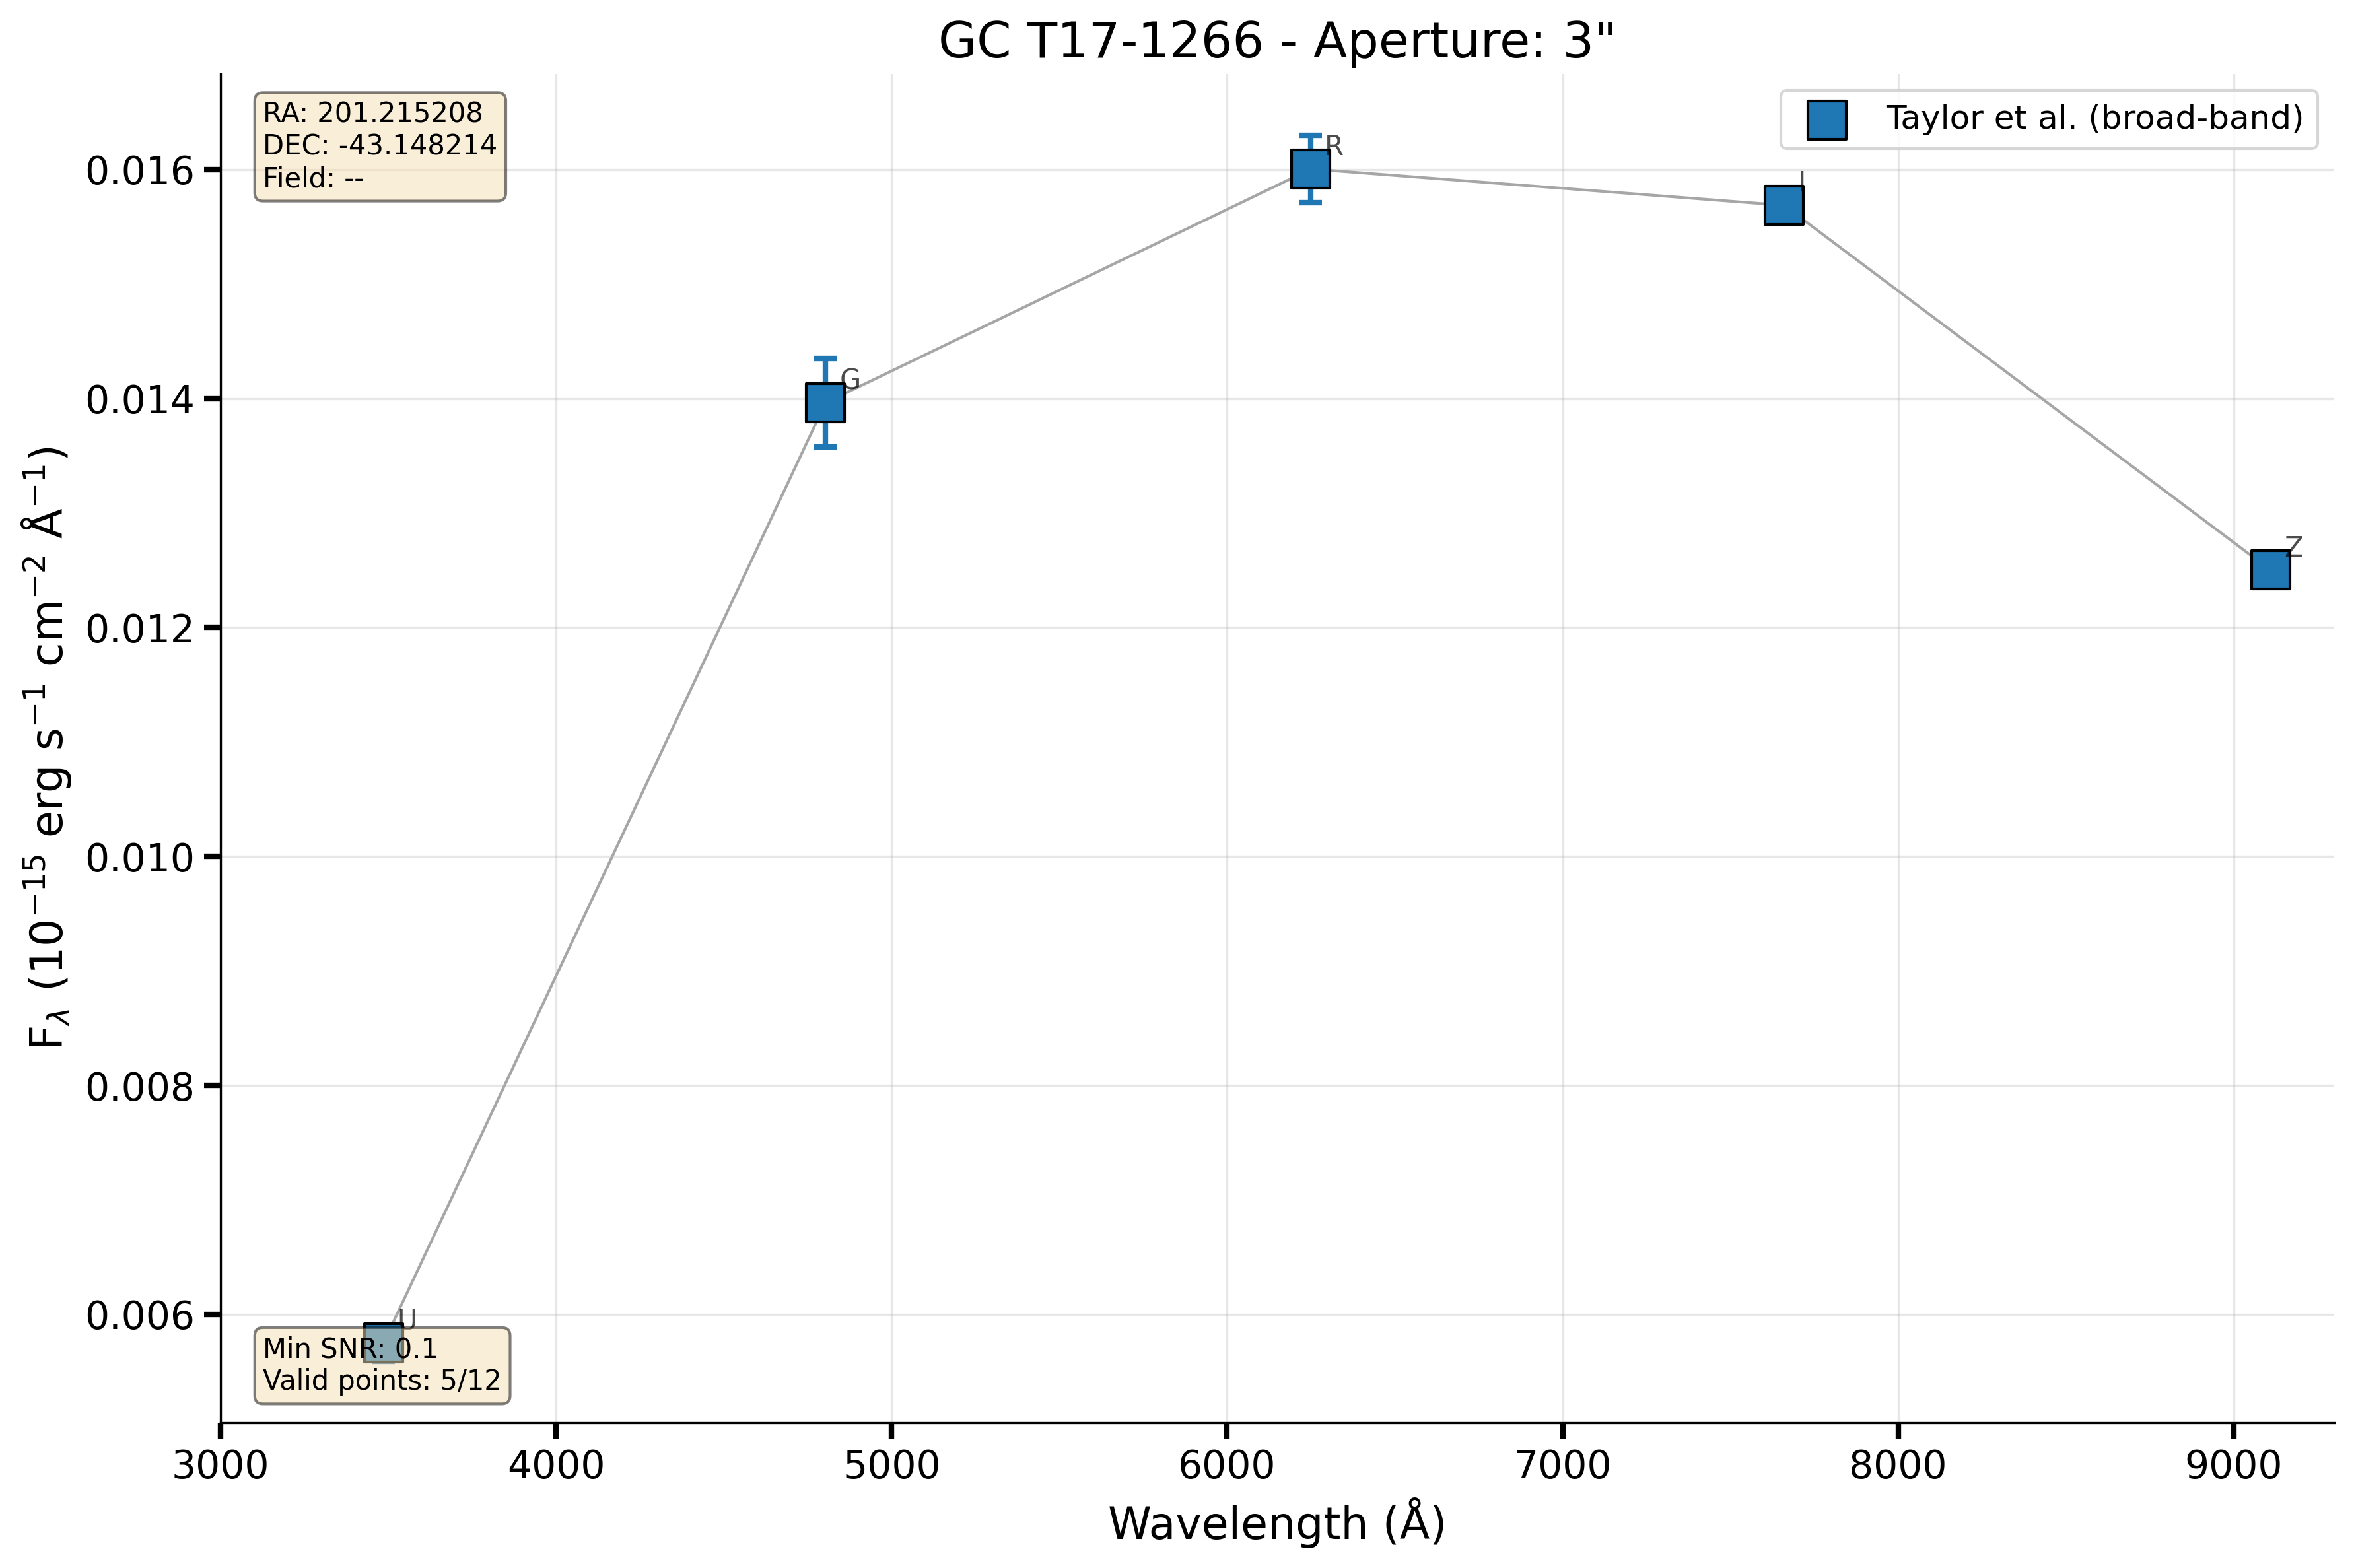 GC T17-1266 - Aperture: 3"
RA: 201.215208
DEC: -43.148214
Field: --
Taylor et al. (broad-band)
R
I
G
Z
U
Min SNR: 0.1
Valid points: 5/12
0.016
0.014
0.012
0.010
0.008
0.006
F_λ (10⁻¹⁵ erg s⁻¹ cm⁻² Å⁻¹)
3000 4000 5000 6000 7000 8000 9000
Wavelength (Å)